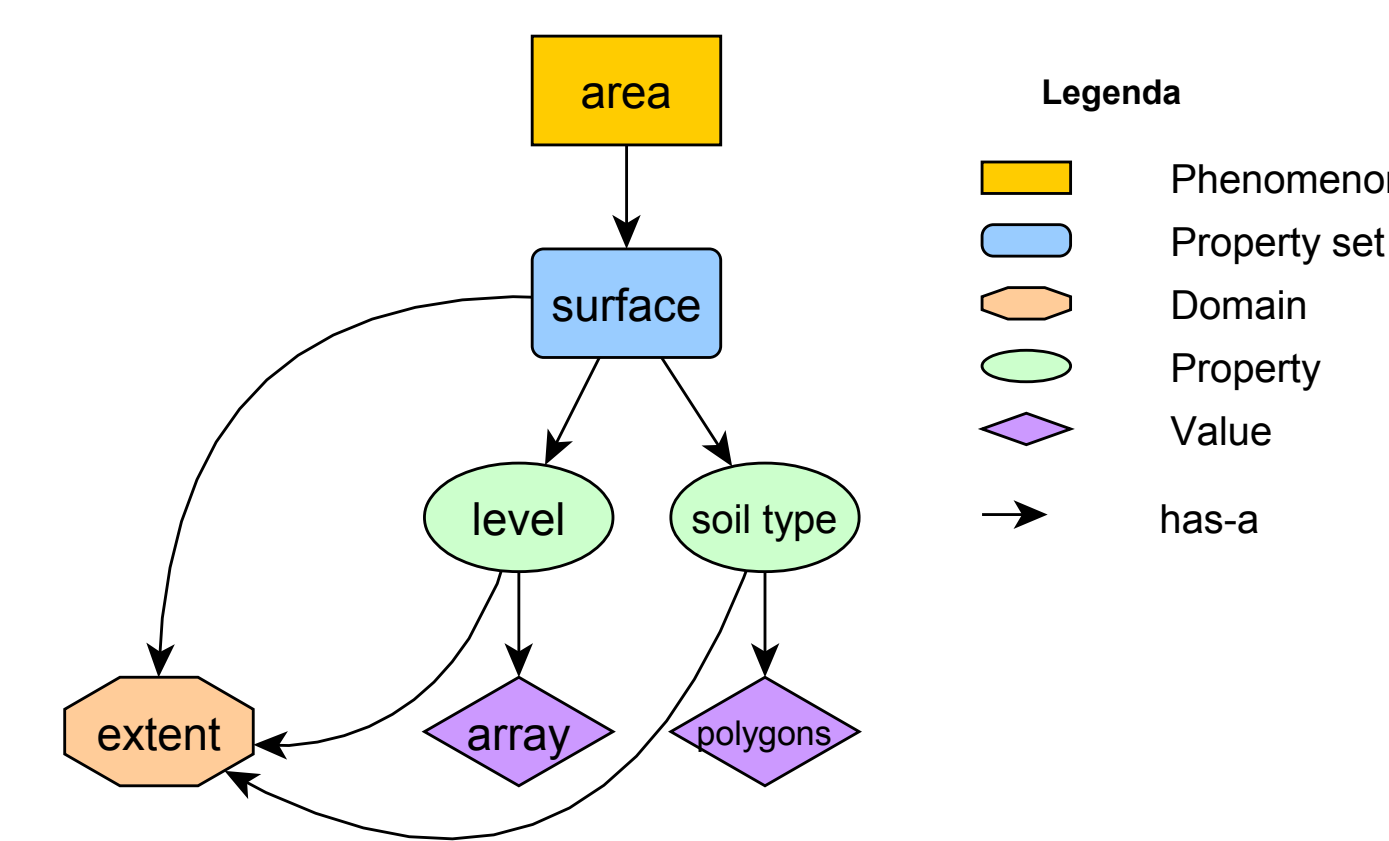 area
surface
level
soil type
extent
array
polygons
Legenda
Phenomenon
Property set
Domain
Property
Value
has-a